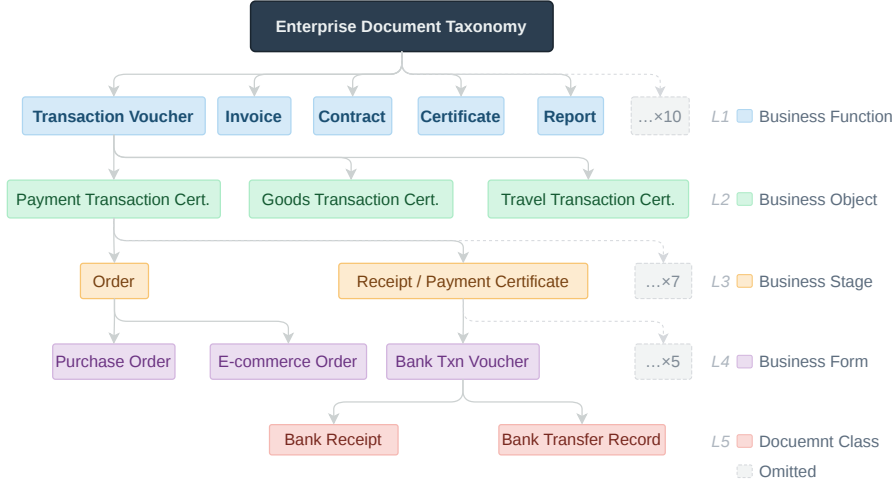 Enterprise Document Taxonomy
Transaction Voucher
Invoice
Contract
Certificate
Report
…×10
L1 Business Function
Payment Transaction Cert.
Goods Transaction Cert.
Travel Transaction Cert.
L2 Business Object
Order
Receipt / Payment Certificate
…×7
L3 Business Stage
Purchase Order
E-commerce Order
Bank Txn Voucher
…×5
L4 Business Form
Bank Receipt
Bank Transfer Record
L5 Docuemnt Class
Omitted